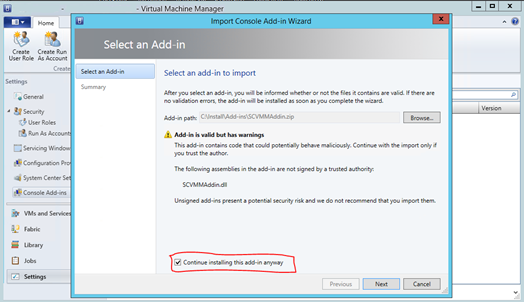 - Virtual Machine Manager
Home
Create
User Role
Create Run
As Account
Create
Settings
General
Security
User Roles
Run As Accounts
Servicing Window
Configuration Prov
System Center Set
Console Add-ins
VMs and Services
Fabric
Library
Jobs
Settings
Version
Import Console Add-in Wizard
Select an Add-in
Select an Add-in
Summary
Select an add-in to import
After you select an add-in, you will be informed whether or not the files it contains are valid. If there are
no validation errors, the add-in will be installed as soon as you complete the wizard.
Add-in path:
C:\Install\Add-ins\SCVMMAddin.zip
Browse...
Add-in is valid but has warnings
This add-in contains code that could potentially behave maliciously. Continue with the import only if
you trust the author.
The following assemblies in the add-in are not signed by a trusted authority:
SCVMMAddin.dll
Unsigned add-ins present a potential security risk and we do not recommend that you import them.
Continue installing this add-in anyway
Previous
Next
Cancel